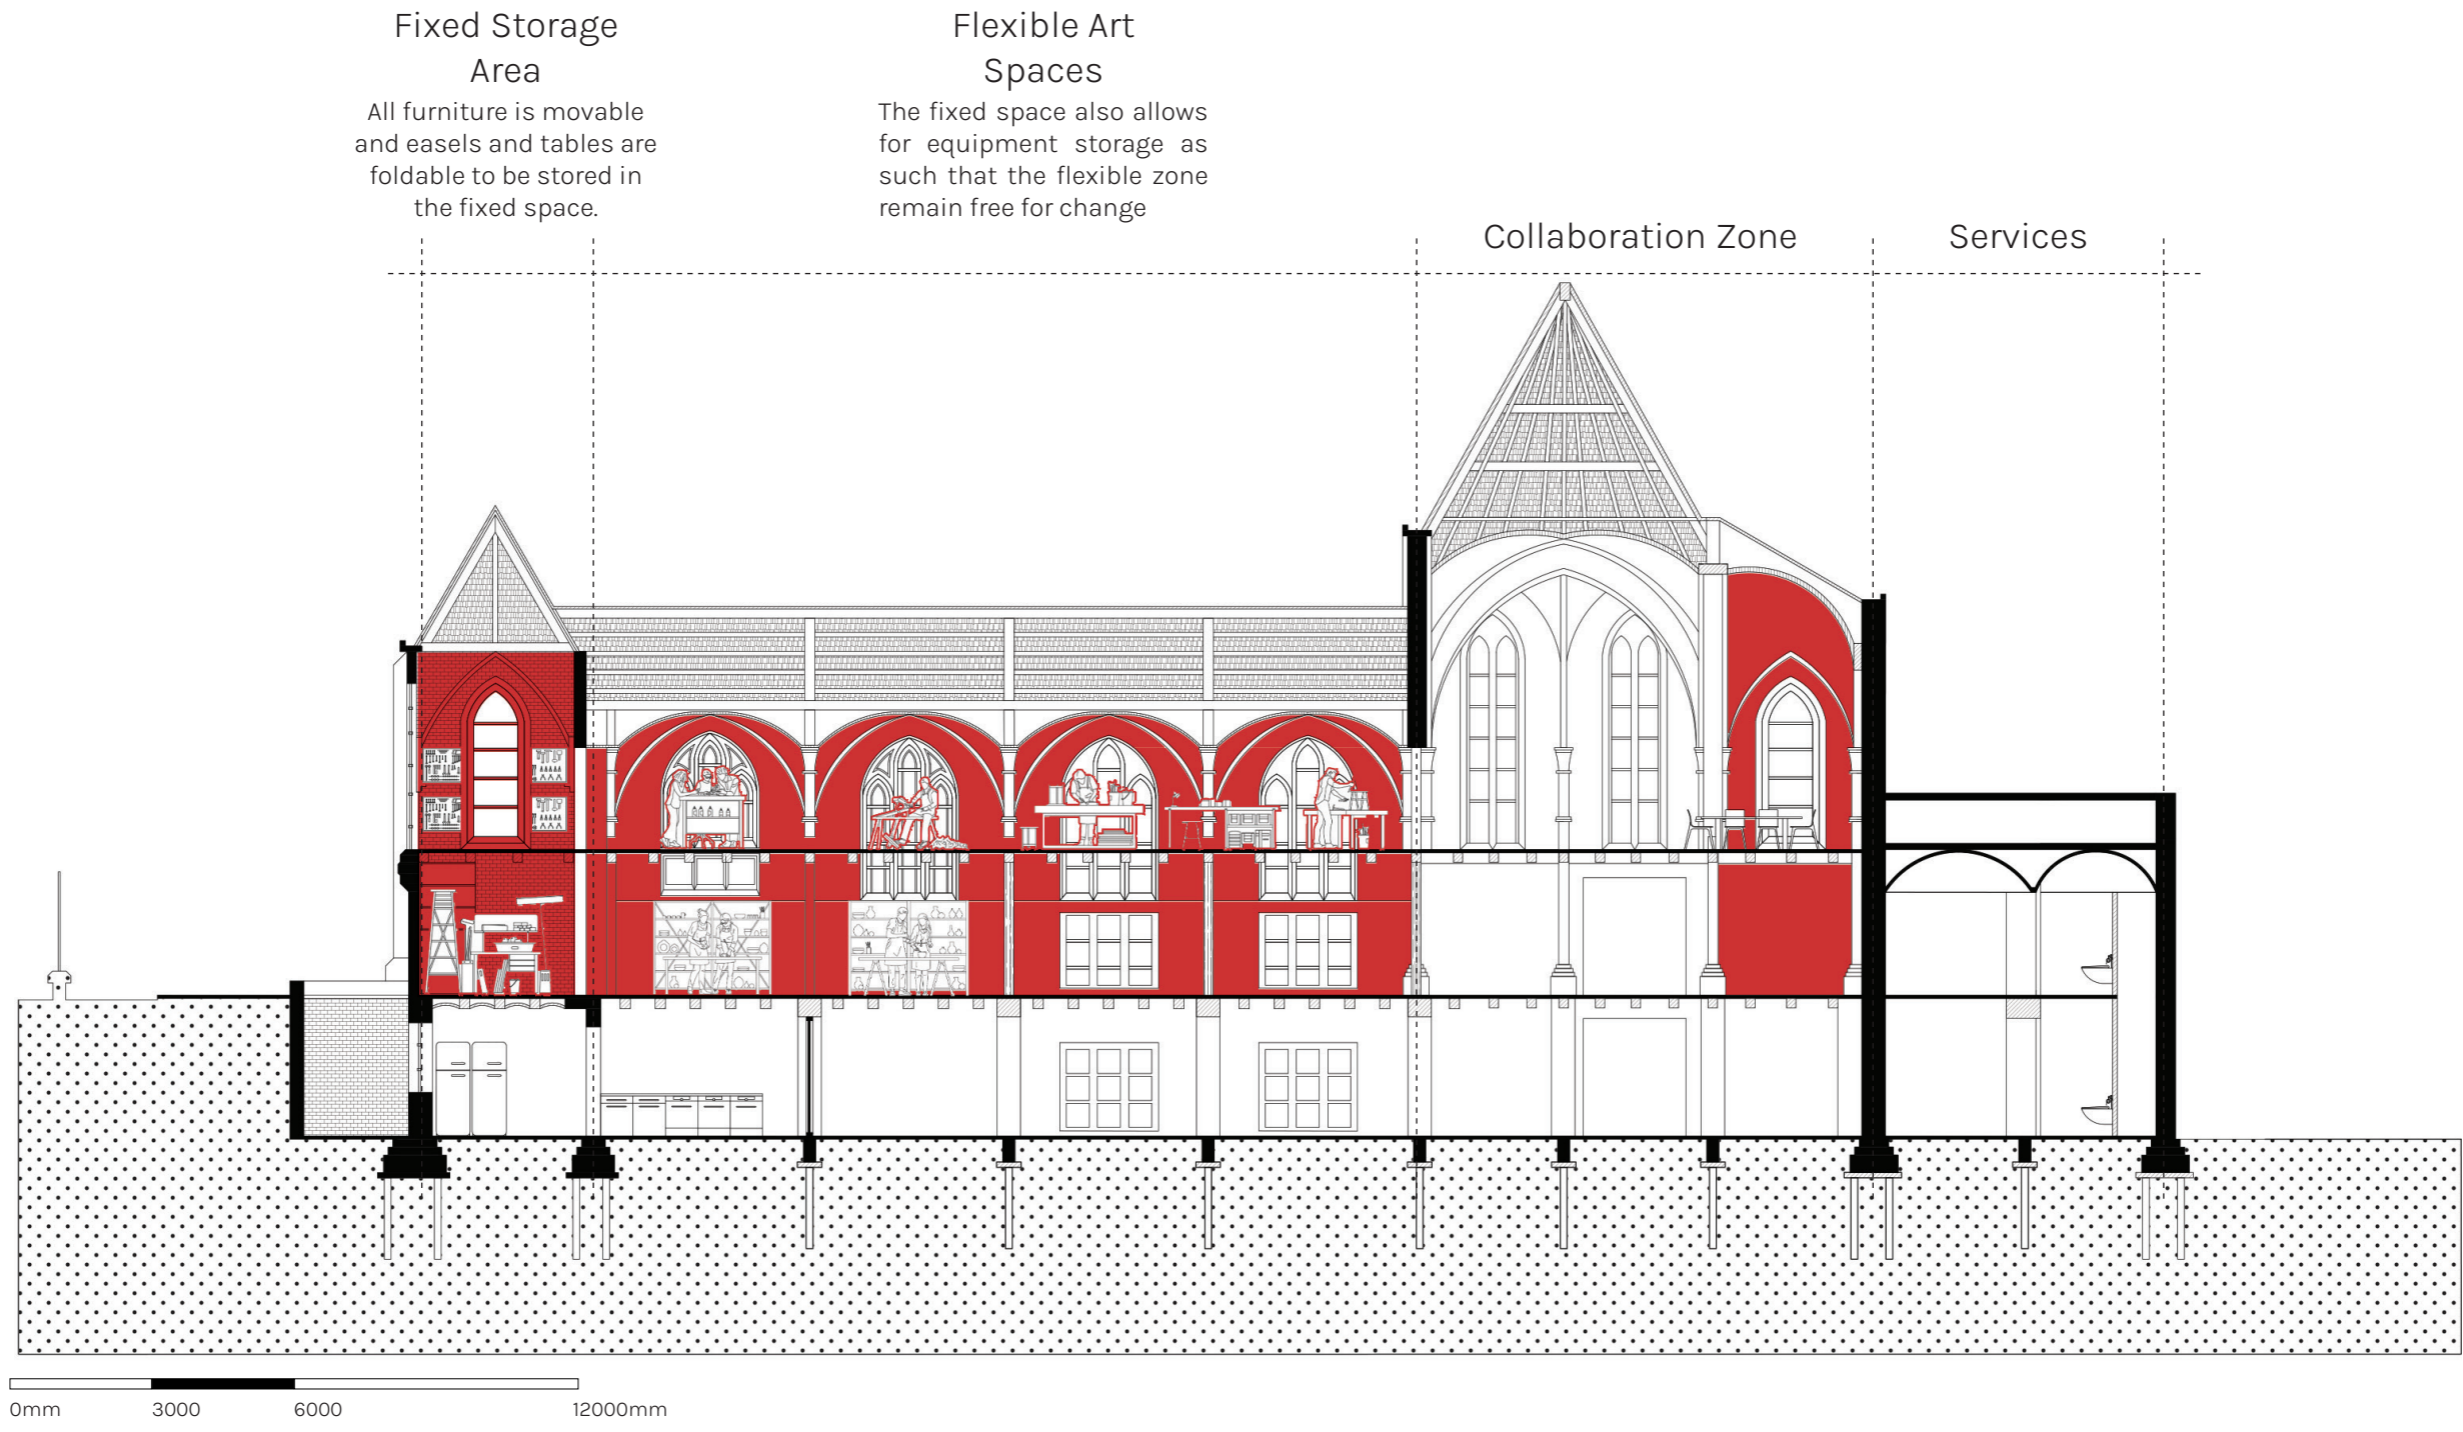 Fixed Storage
Area
All furniture is movable
and easels and tables are
foldable to be stored in
the fixed space.
Flexible Art
Spaces
The fixed space also allows
for equipment storage as
such that the flexible zone
remain free for change
Collaboration Zone
Services
0mm
3000
6000
12000mm